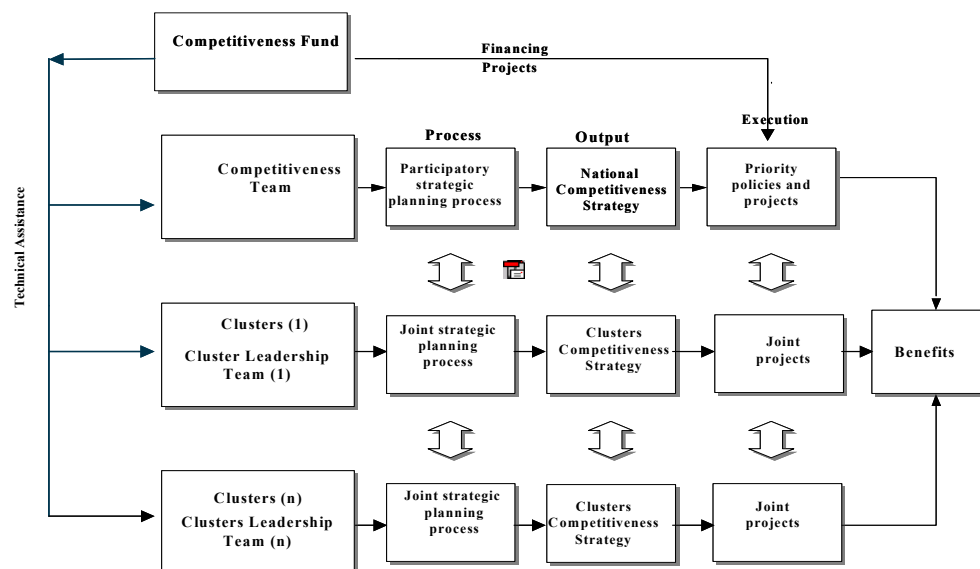 Competitiveness Fund
Financing
Projects
Technical Assistance
Process
Output
Execution
Competitiveness
Team
Participatory
strategic
planning process
National
Competitiveness
Strategy
Priority
policies and
projects
Clusters (1)
Cluster Leadership
Team (1)
Joint strategic
planning
process
Clusters
Competitiveness
Strategy
Joint
projects
Benefits
Clusters (n)
Clusters Leadership
Team (n)
Joint strategic
planning
process
Clusters
Competitiveness
Strategy
Joint
projects